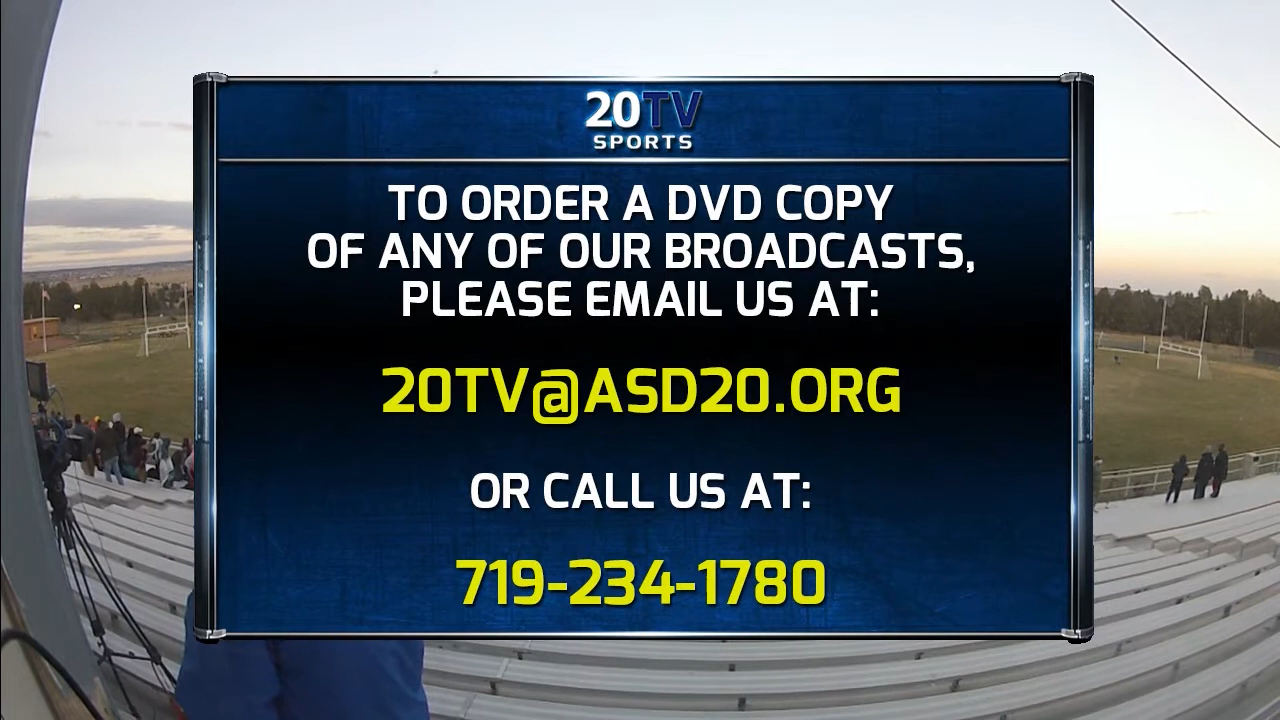 20TV
SPORTS
TO ORDER A DVD COPY
OF ANY OF OUR BROADCASTS,
PLEASE EMAIL US AT:
20TV@ASD20.ORG
OR CALL US AT:
719-234-1780